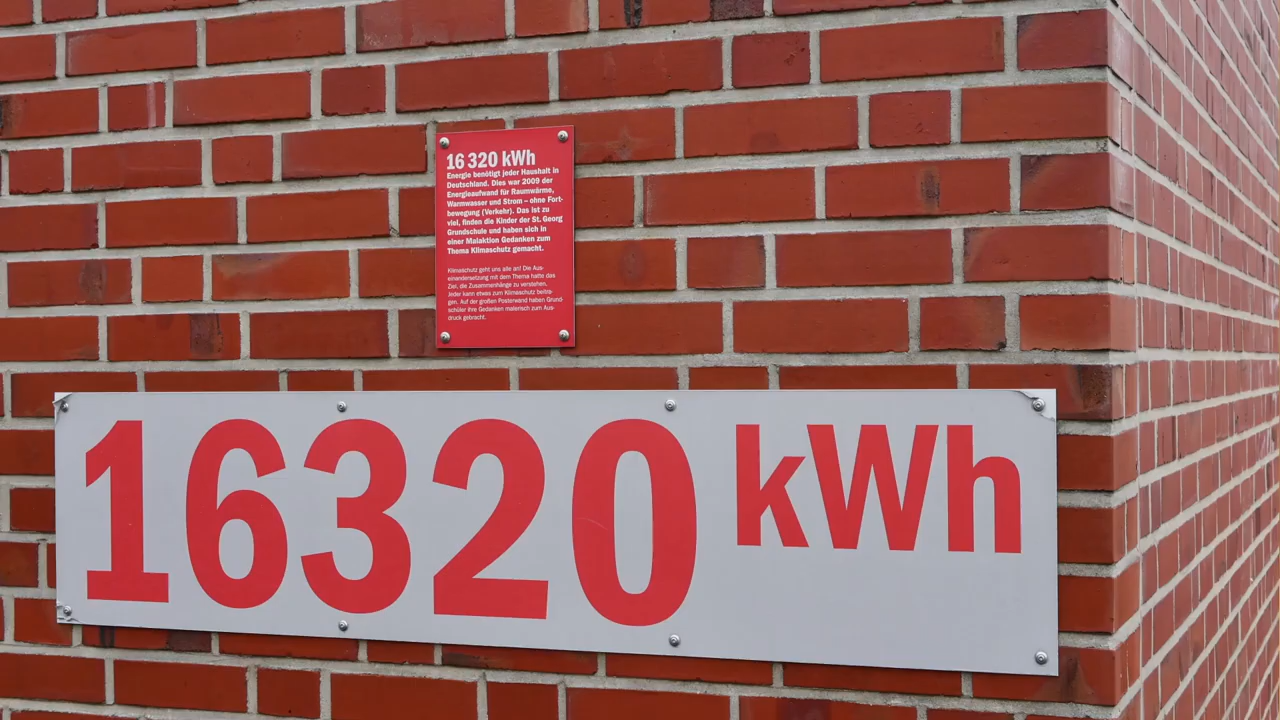 16 320 kWh
Energie benötigt jeder Haushalt in
Deutschland. Dies war 2009 der
Energieaufwand für Raumwärme,
Warmwasser und Strom – ohne Fort-
bewegung (Verkehr). Das ist zu
viel, finden die Kinder der St. Georg
Grundschule und haben sich in
einer Malaktion Gedanken zum
Thema Klimaschutz gemacht.
Klimaschutz geht uns alle an! Die Aus-
einandersetzung mit dem Thema hatte das
Ziel, die Zusammenhänge zu verstehen.
Jeder kann etwas zum Klimaschutz beitra-
gen. Auf der großen Posterwand haben Grund-
schüler ihre Gedanken malerisch zum Aus-
druck gebracht.
16320 kWh